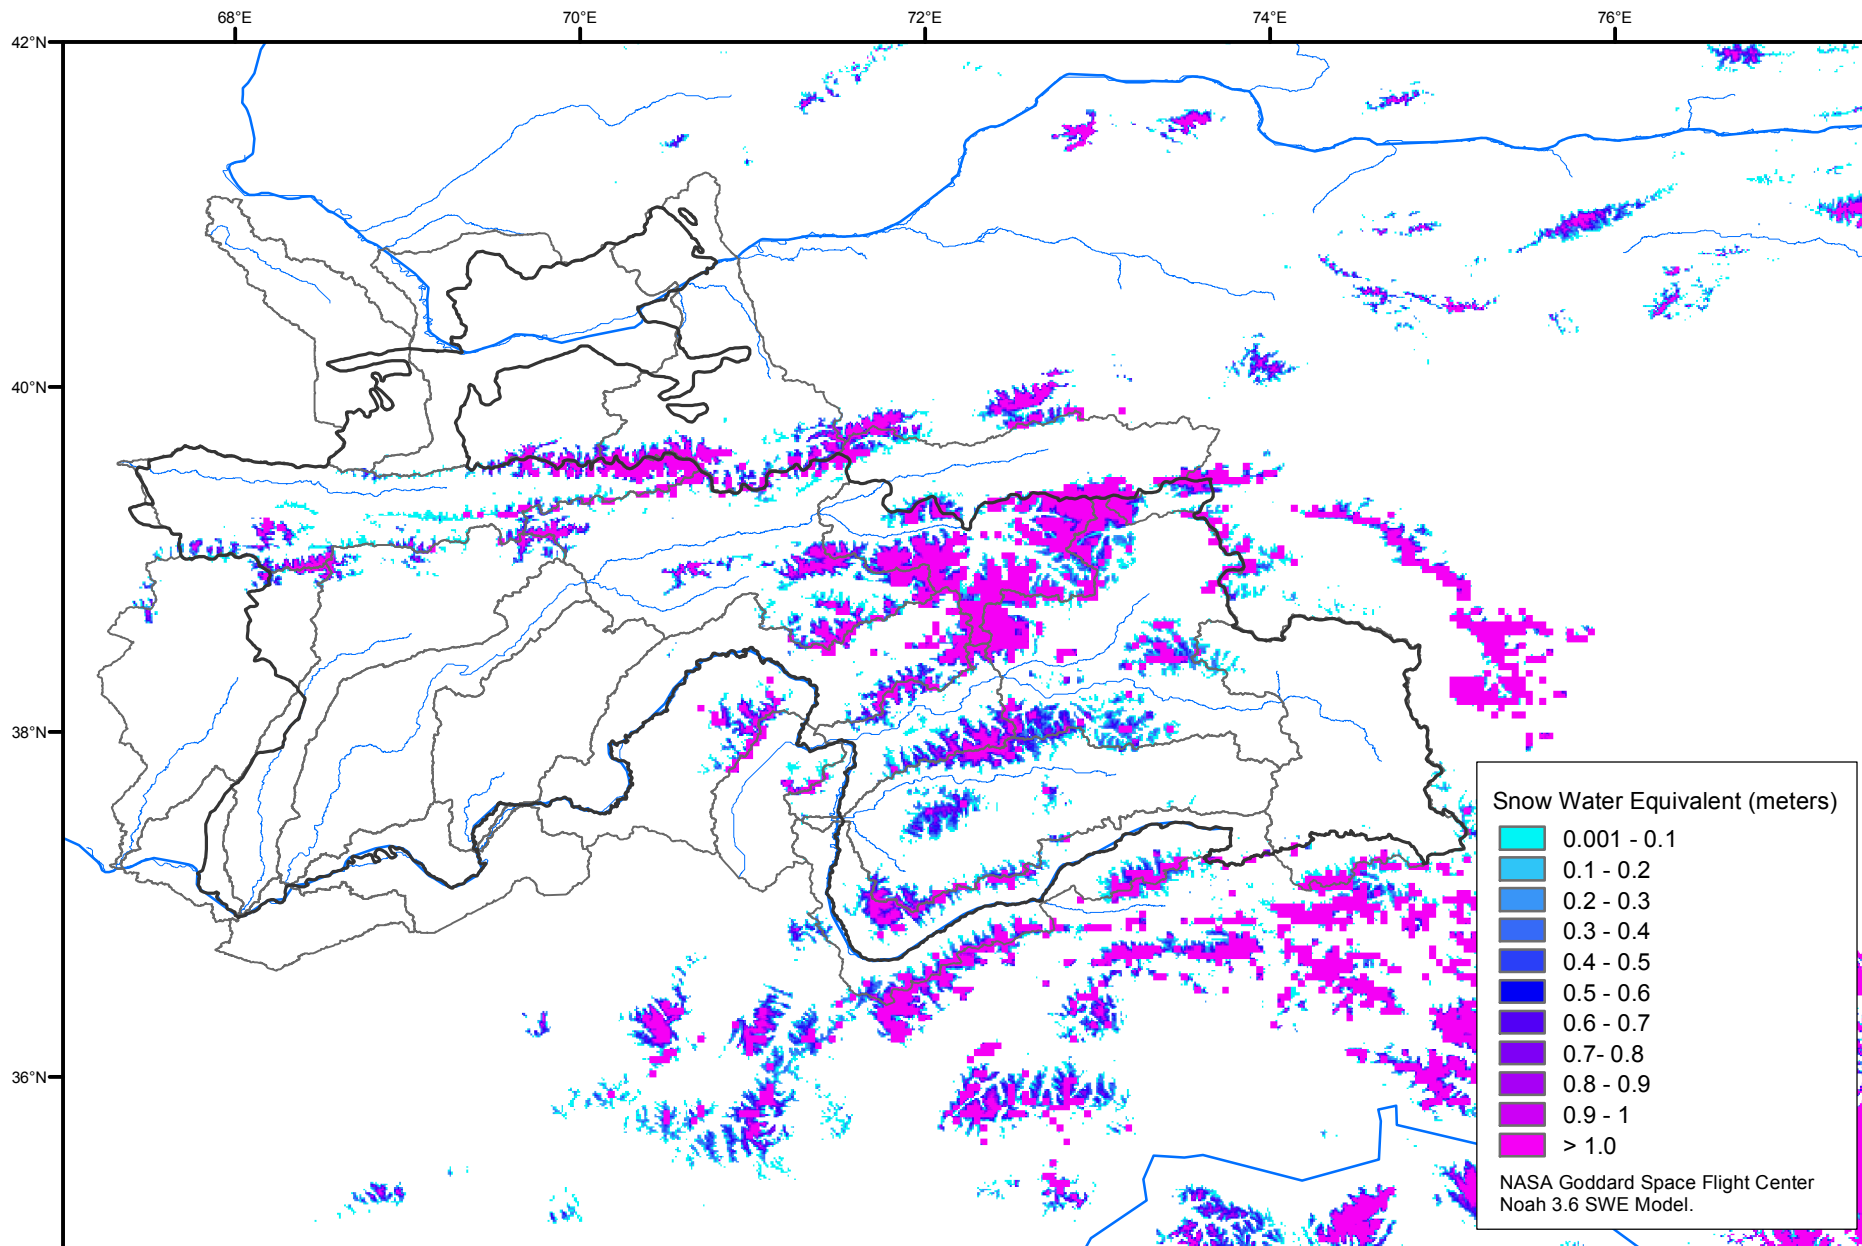 68°E
70°E
72°E
74°E
76°E
42°N
40°N
38°N
36°N
Snow Water Equivalent (meters)
0.001 - 0.1
0.1 - 0.2
0.2 - 0.3
0.3 - 0.4
0.4 - 0.5
0.5 - 0.6
0.6 - 0.7
0.7- 0.8
0.8 - 0.9
0.9 - 1
> 1.0
NASA Goddard Space Flight Center
Noah 3.6 SWE Model.